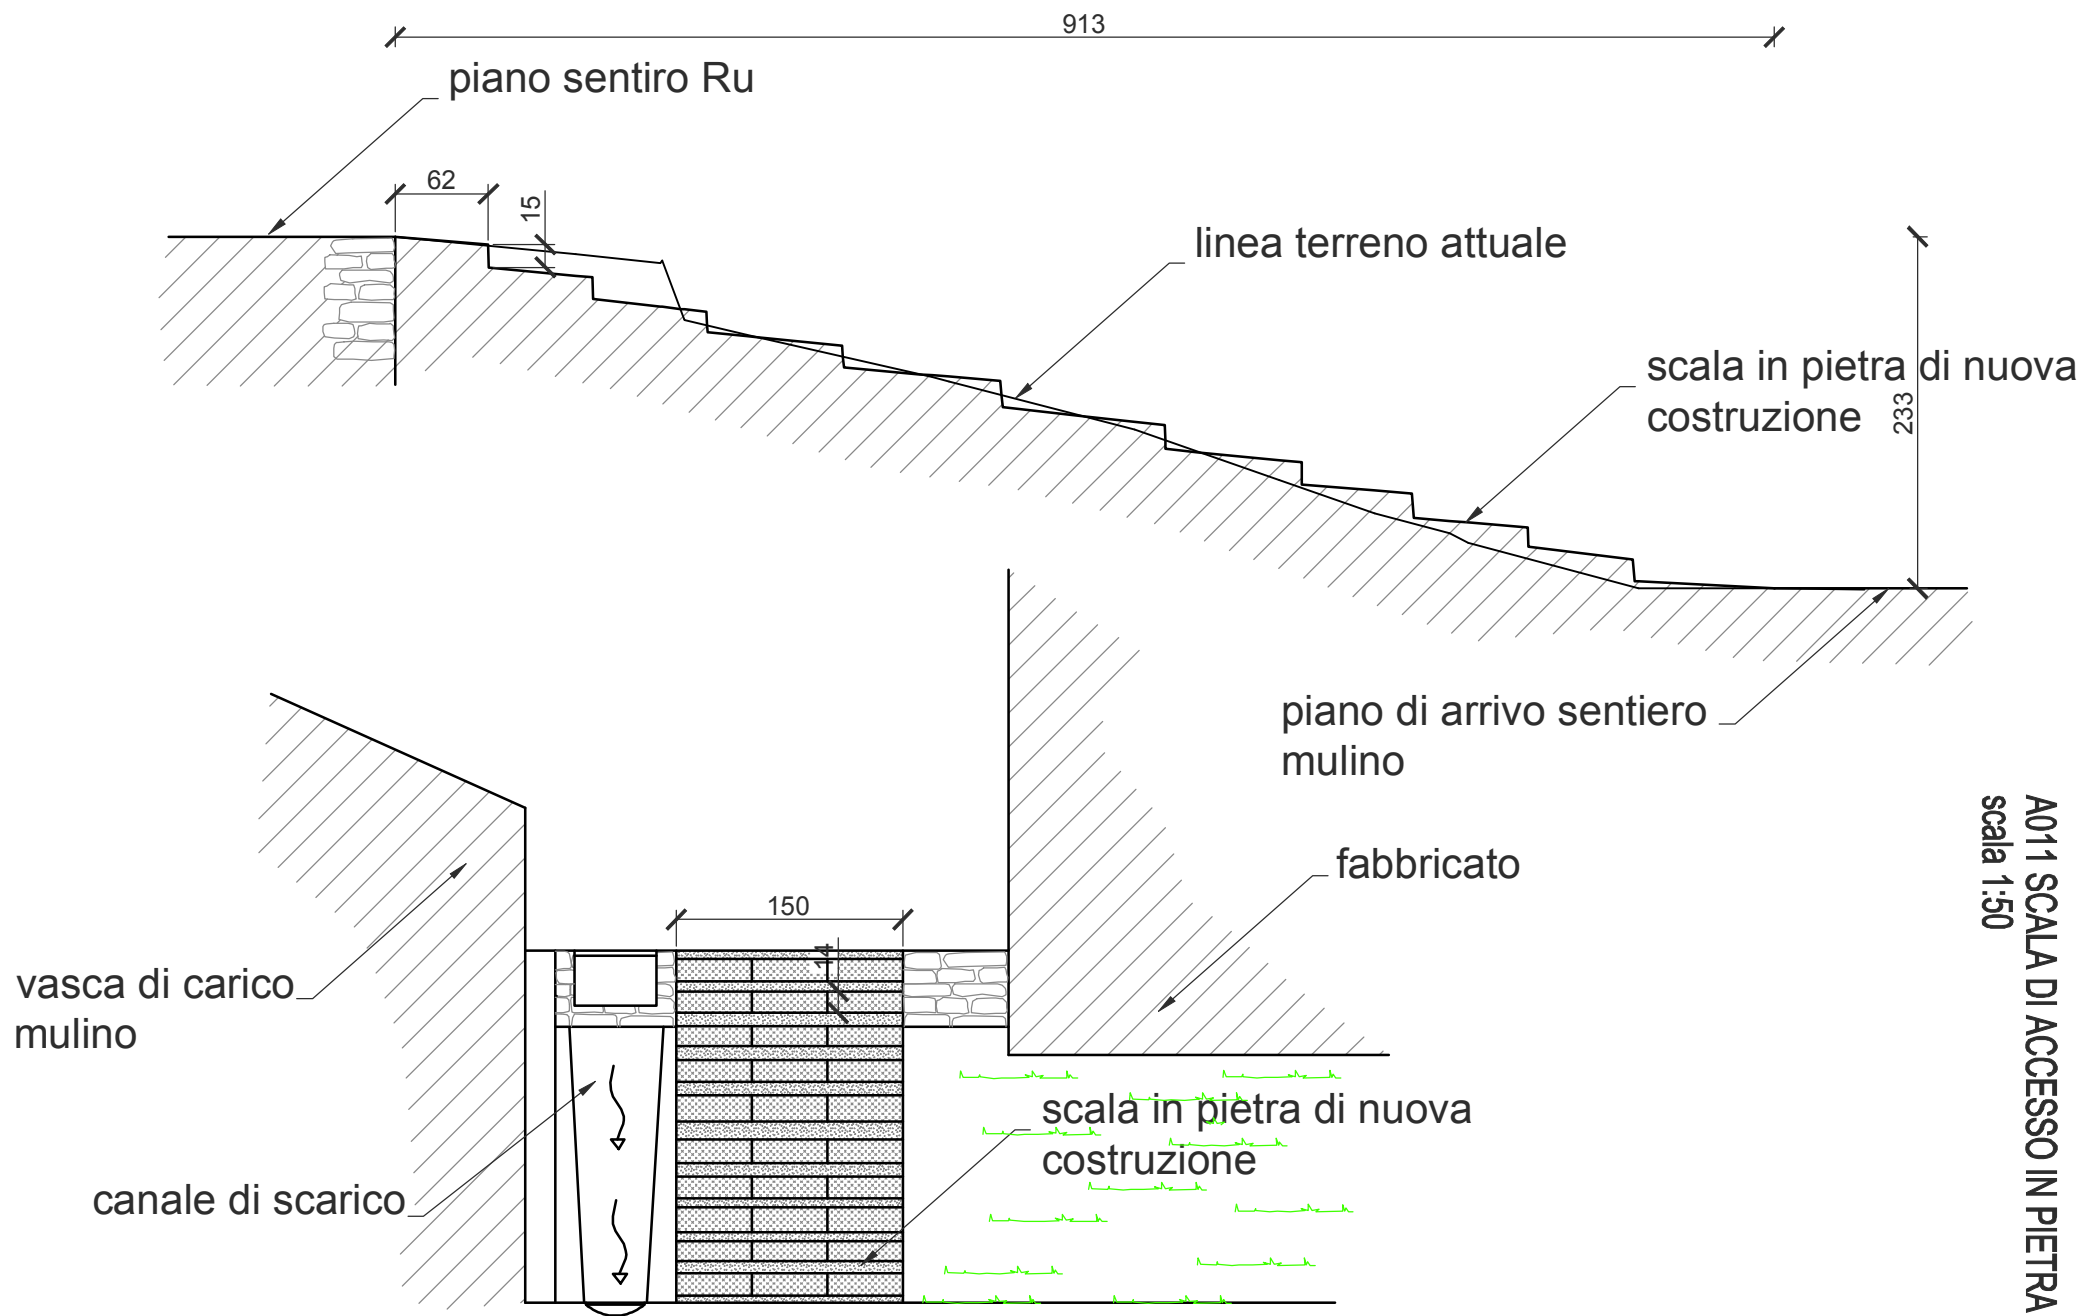 913
piano sentiro Ru
62
15
linea terreno attuale
scala in pietra di nuova
costruzione
233
piano di arrivo sentiero
mulino
fabbricato
150
14
vasca di carico
mulino
scala in pietra di nuova
costruzione
canale di scarico
A011 SCALA DI ACCESSO IN PIETRA
scala 1:50